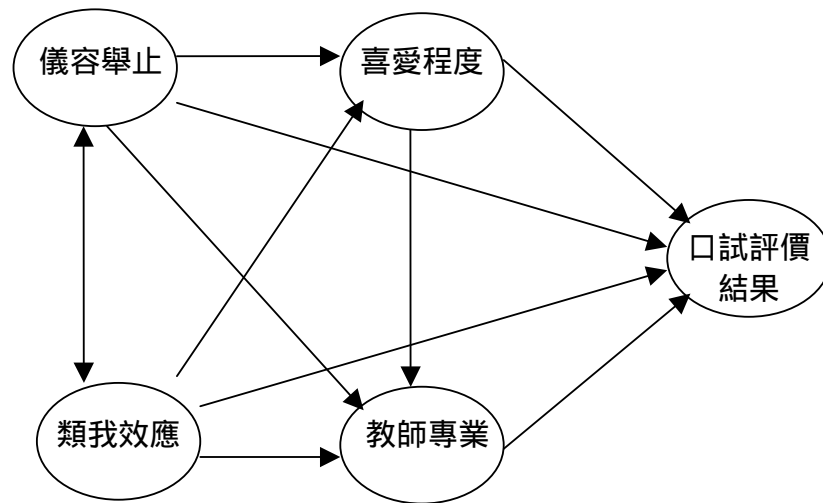 儀容舉止
喜愛程度
口試評價
結果
類我效應
教師專業